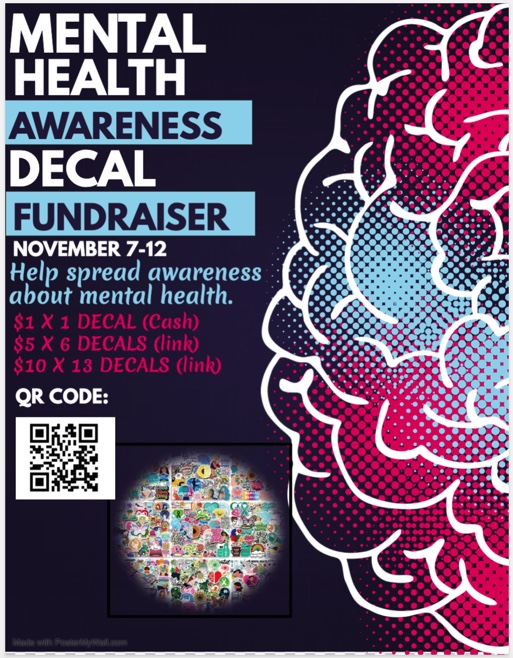 MENTAL
HEALTH
AWARENESS
DECAL
FUNDRAISER
NOVEMBER 7-12
Help spread awareness
about mental health.
$1 X 1 DECAL (Cash)
$5 X 6 DECALS (link)
$10 X 13 DECALS (link)
QR CODE:
Made with PosterMyWall.com